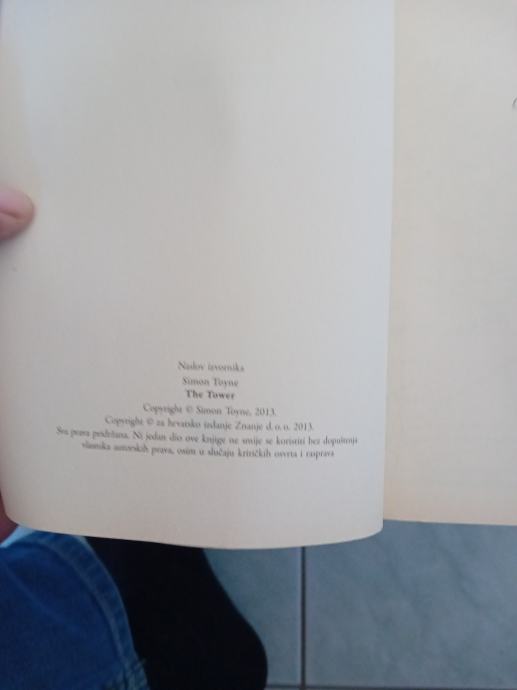 Naslov izvornika
Simon Toyne
The Tower
Copyright © Simon Toyne, 2013.
Copyright © za hrvatsko izdanje Znanje d. o. o. 2013.
Sva prava pridržana. Ni jedan dio ove knjige ne smije se koristiti bez dopuštenja
vlasnika autorskih prava, osim u slučaju kritičkih osvrta i rasprava